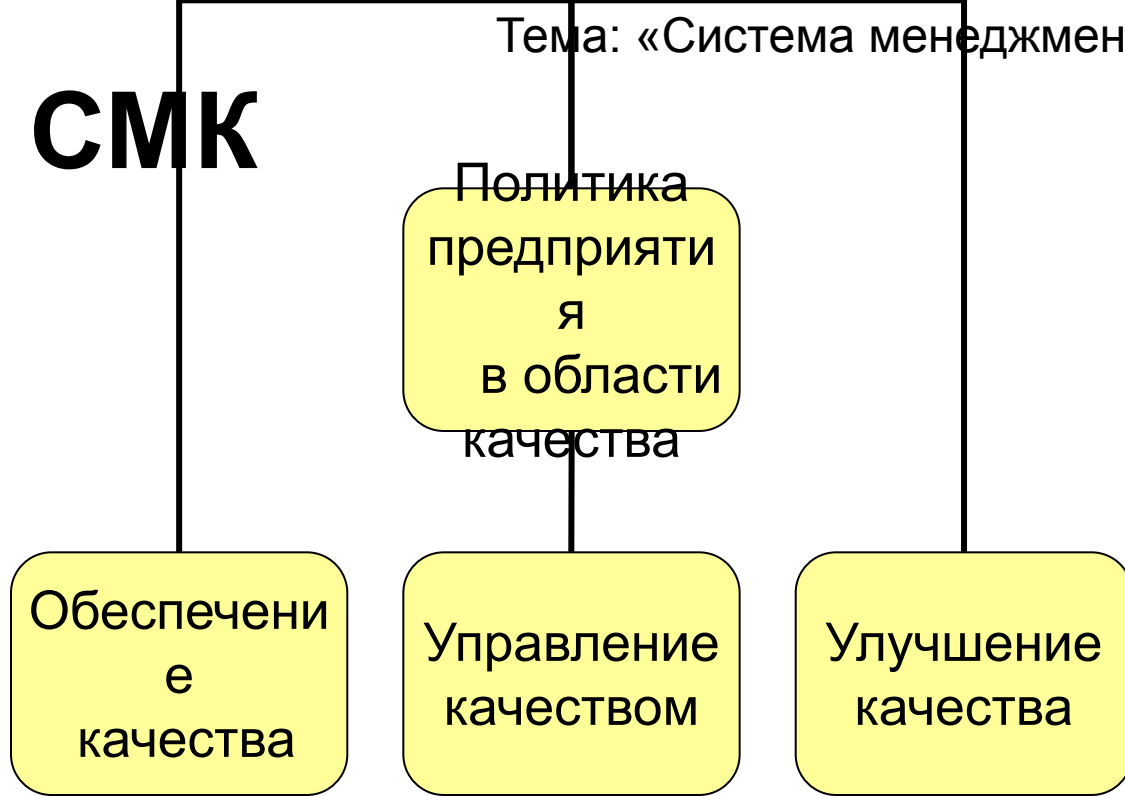 Тема: «Система менеджмен
СМК
Политика
предприяти
я
в области
качества
Обеспечени
е
качества
Управление
качеством
Улучшение
качества